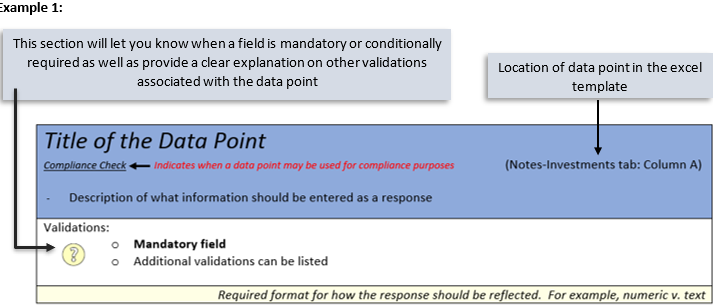 Example 1:
This section will let you know when a field is mandatory or conditionally
required as well as provide a clear explanation on other validations
associated with the data point
Location of data point in the excel
template
Title of the Data Point
Compliance Check Indicates when a data point may be used for compliance purposes (Notes-Investments tab: Column A)
- Description of what information should be entered as a response
Validations:
? o Mandatory field
o Additional validations can be listed
Required format for how the response should be reflected. For example, numeric v. text